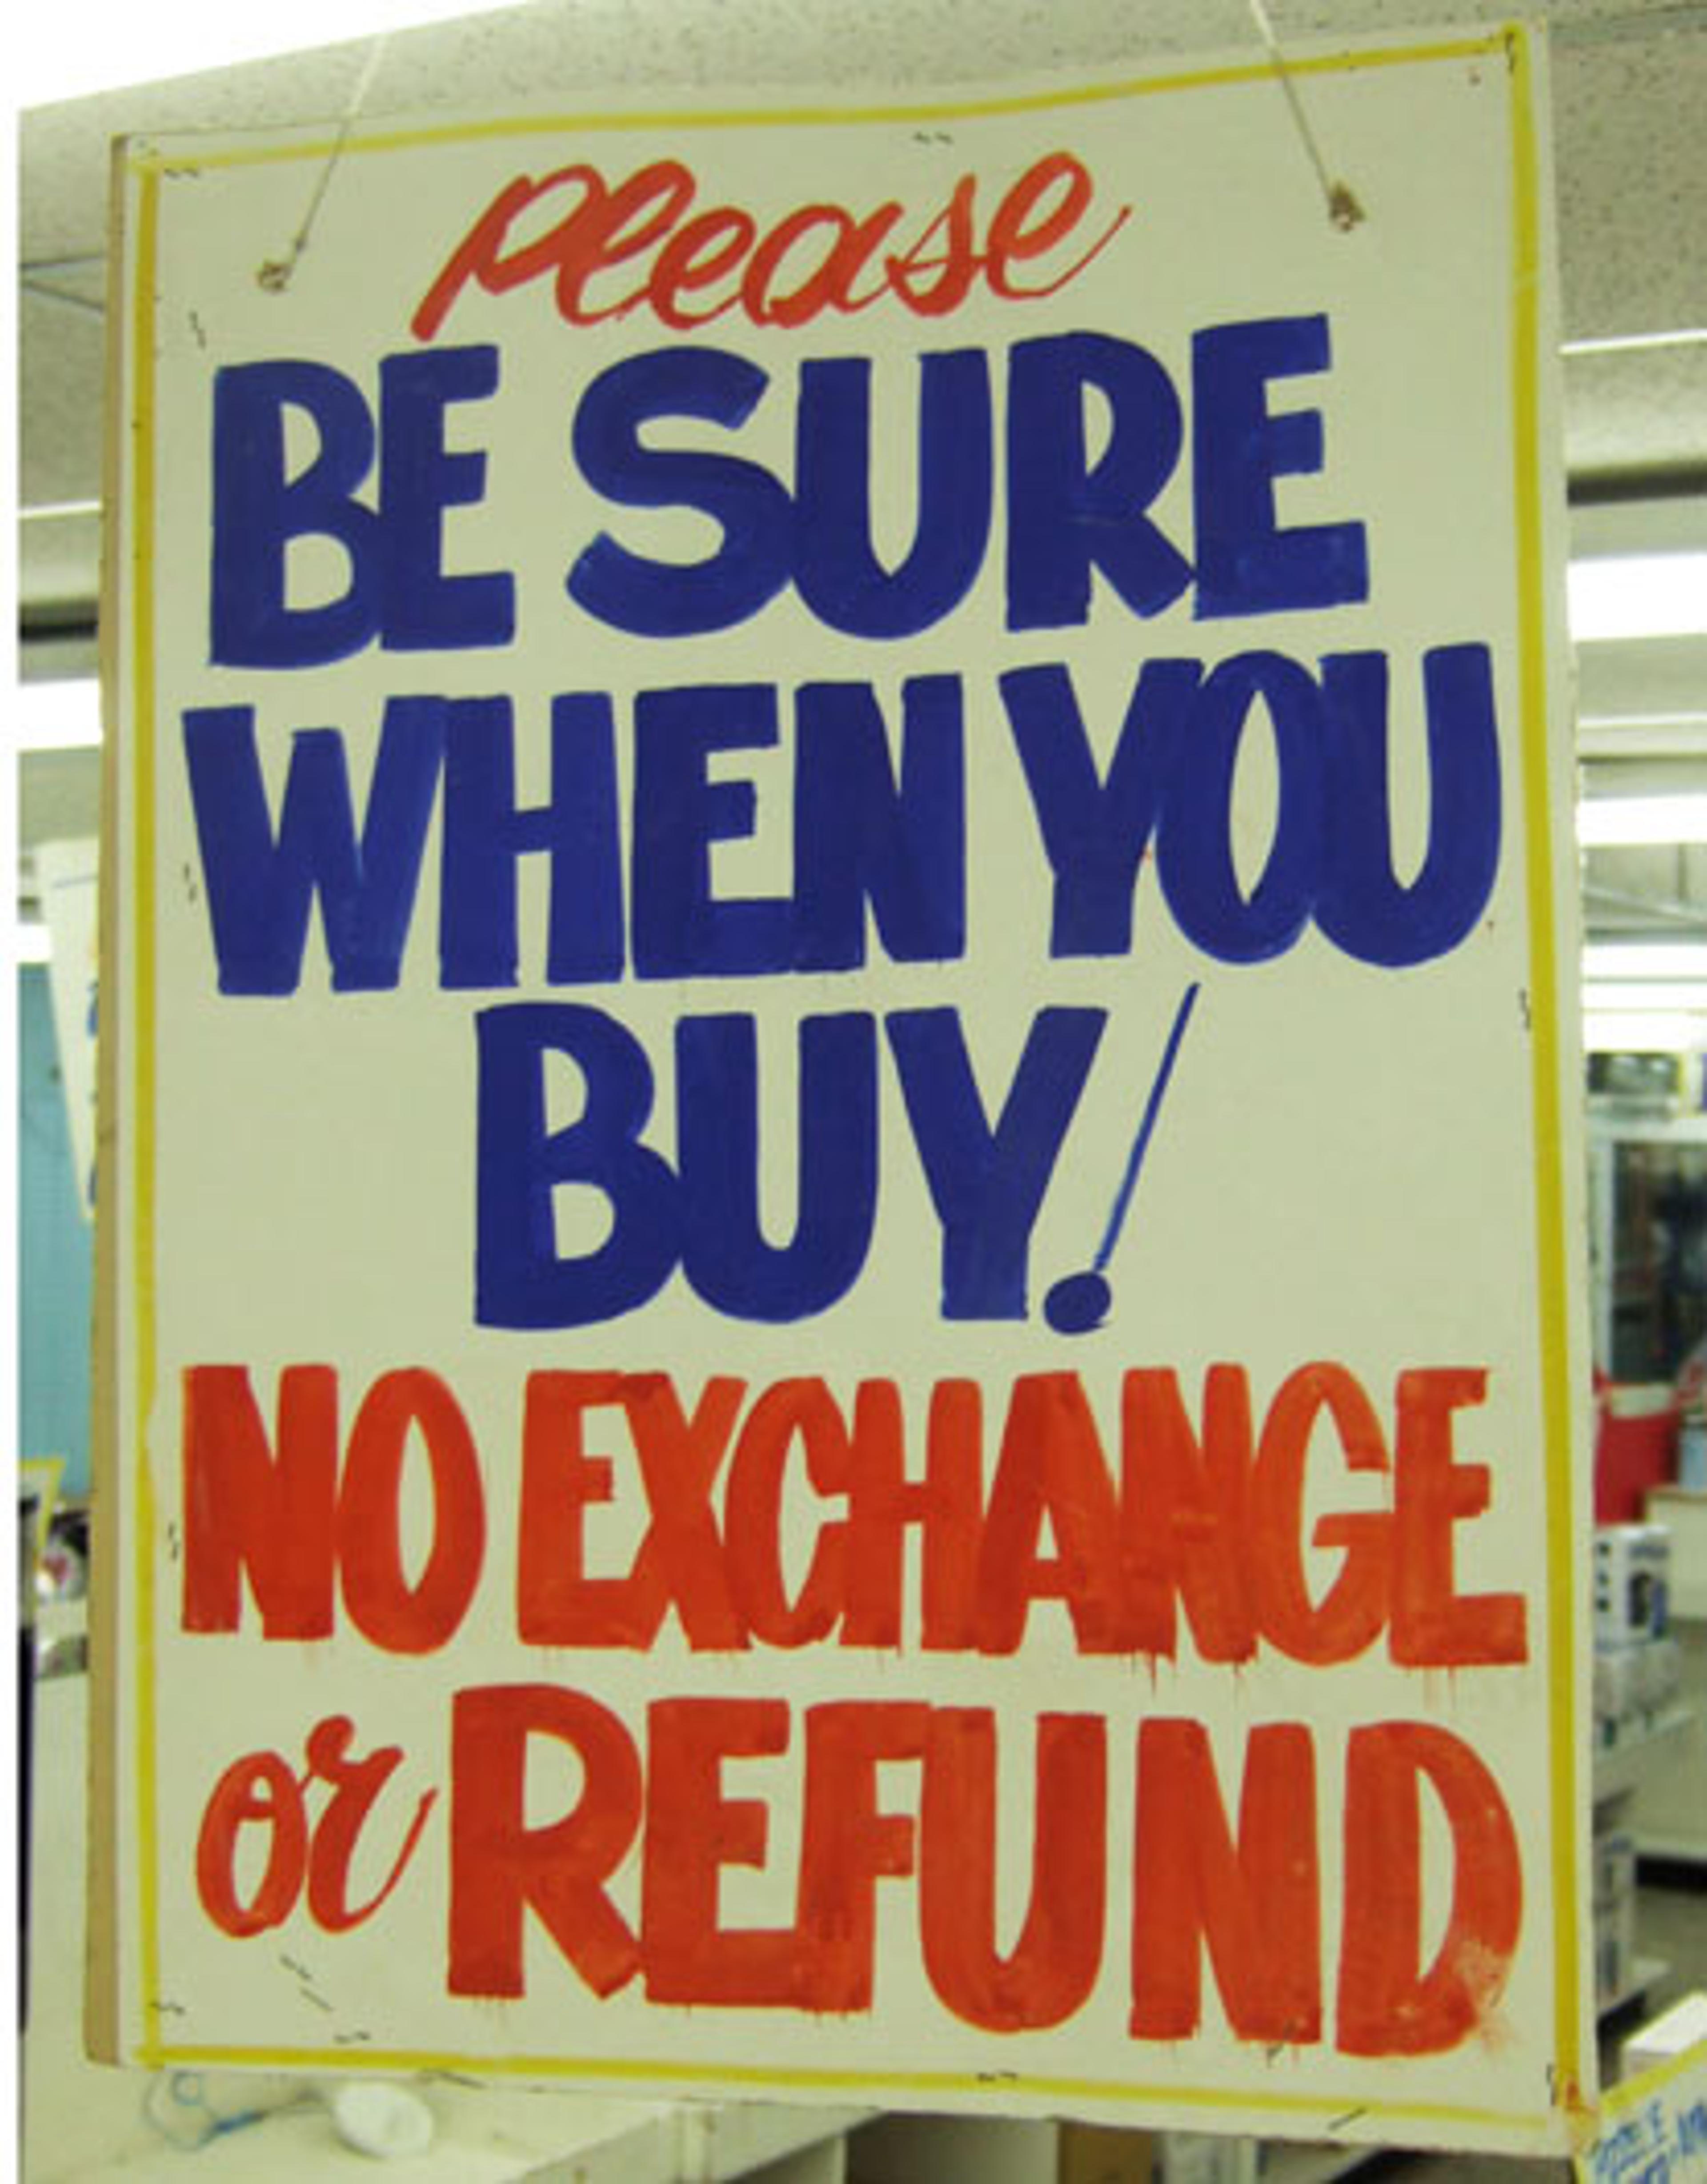 Please
BE SURE
WHEN YOU
BUY!
NO EXCHANGE
or REFUND